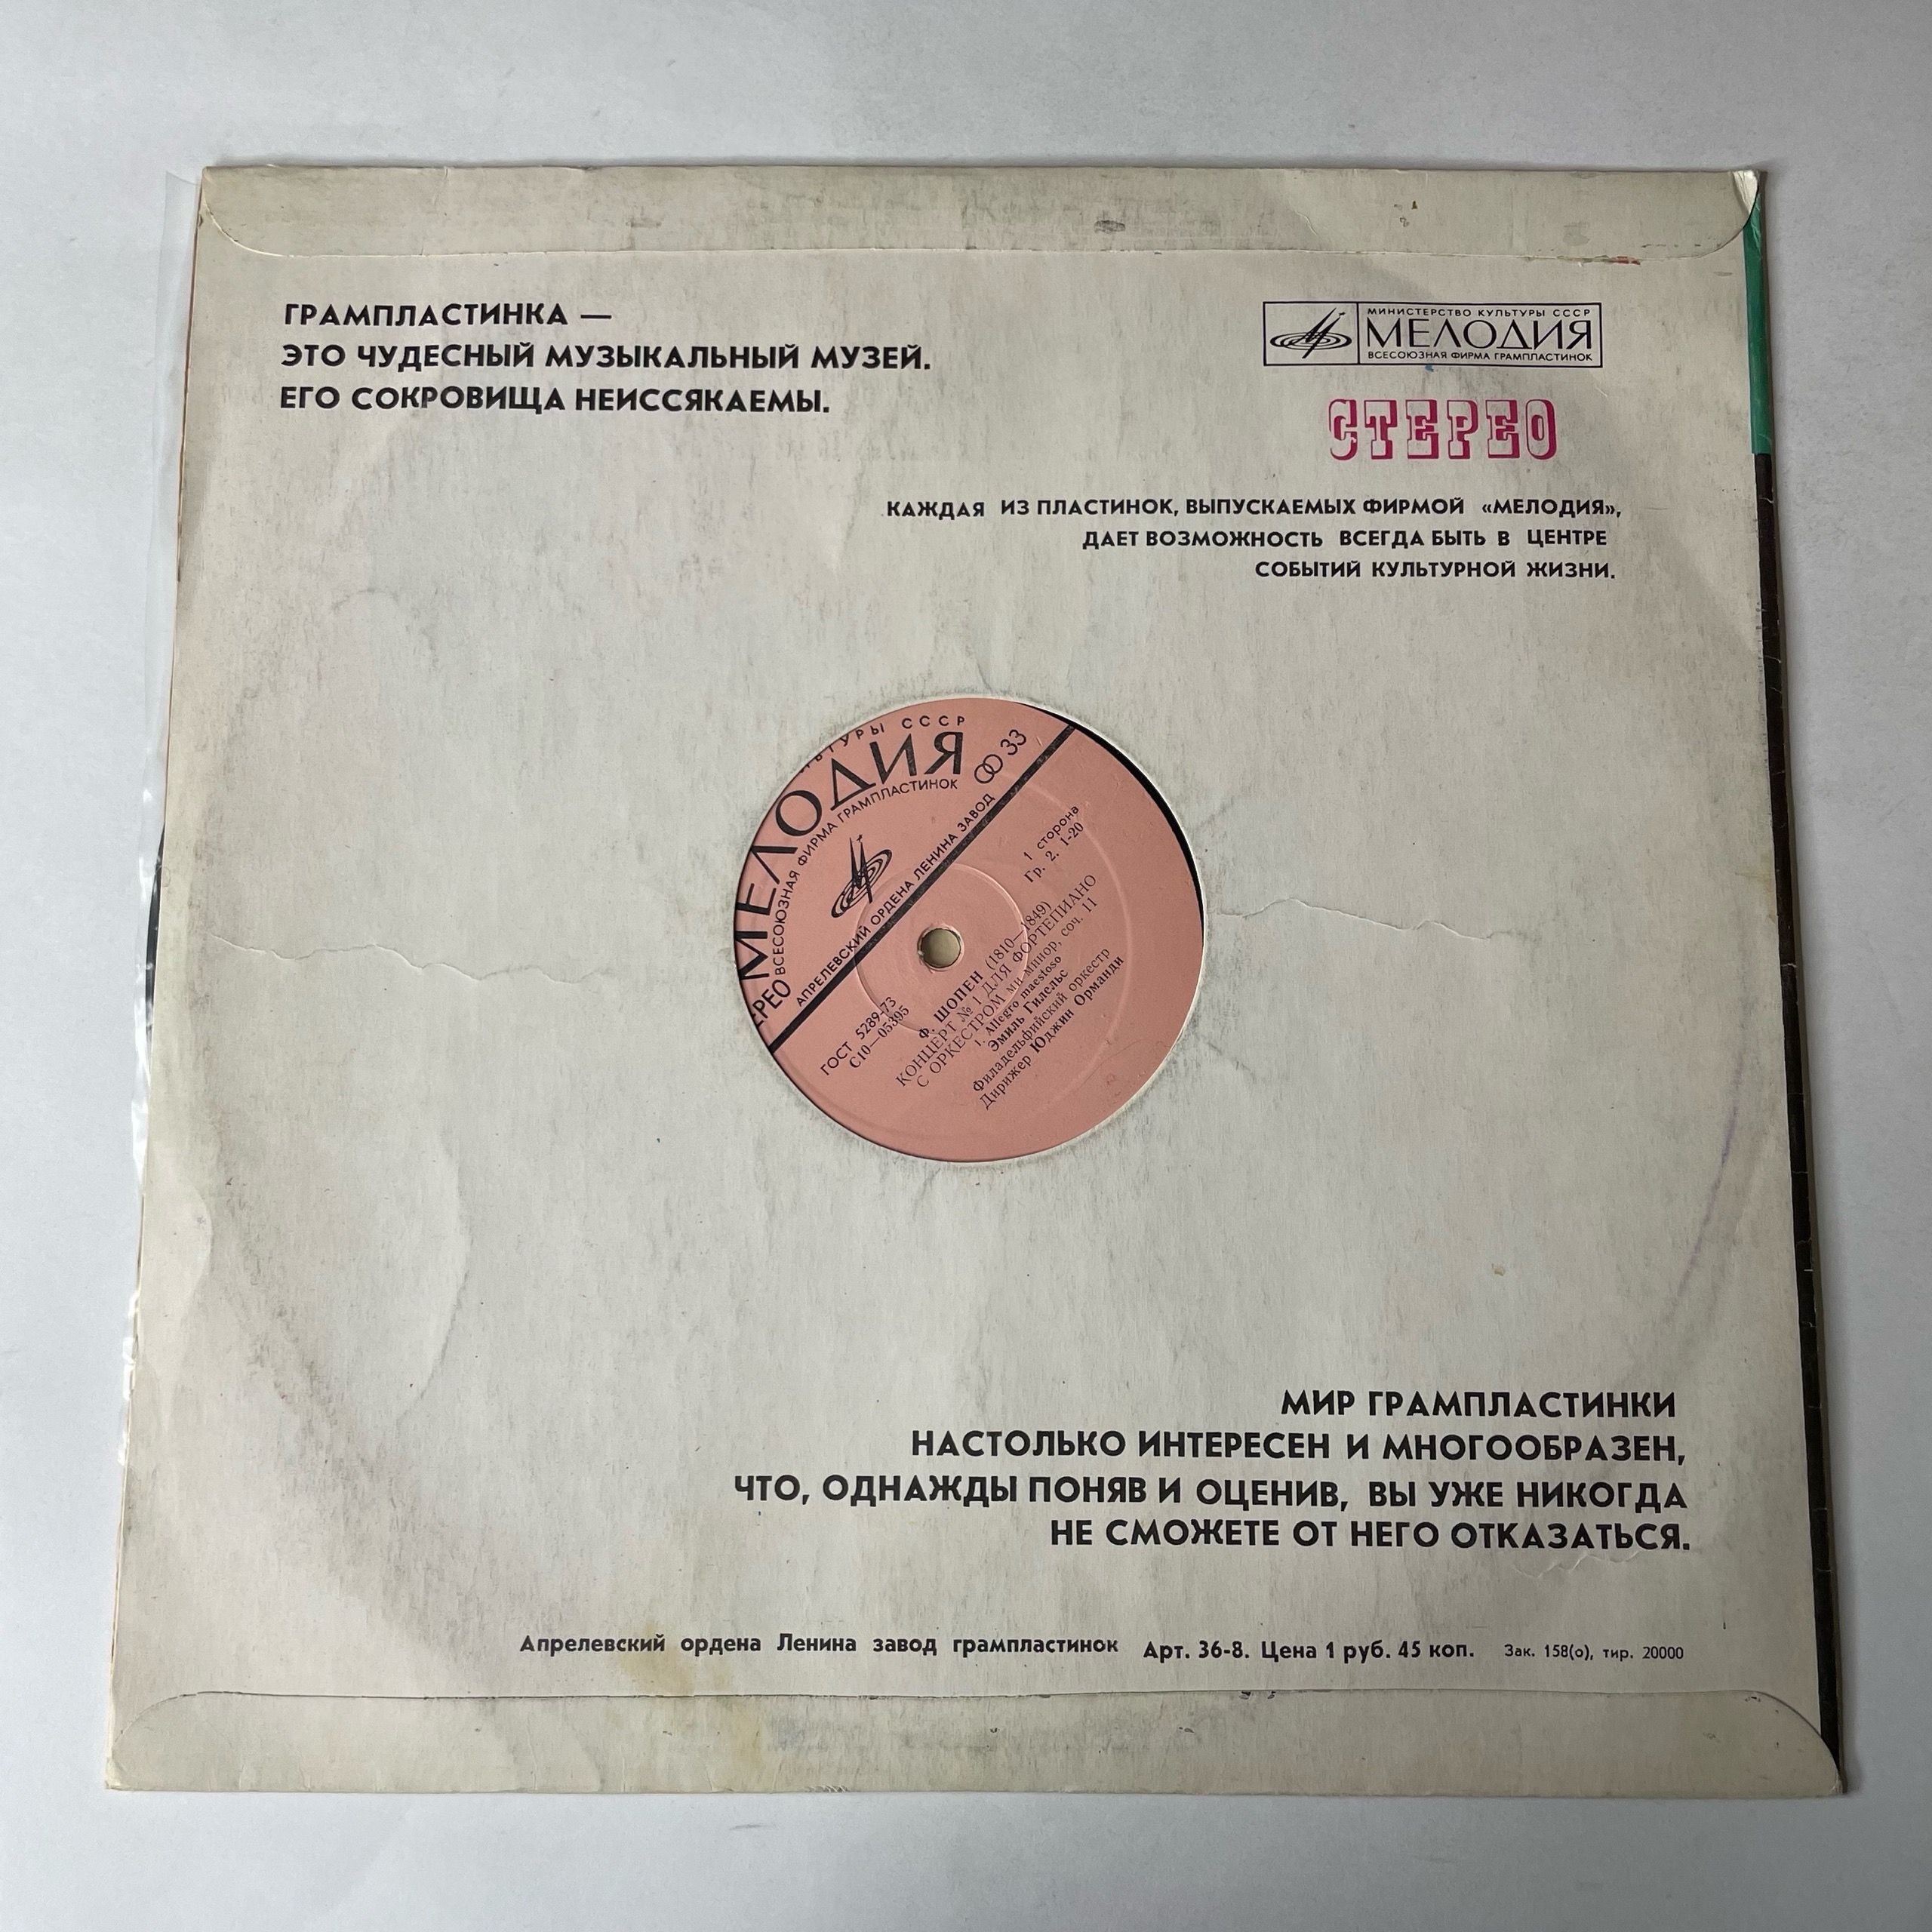 ГРАМПЛАСТИНКА —
ЭТО ЧУДЕСНЫЙ МУЗЫКАЛЬНЫЙ МУЗЕЙ.
ЕГО СОКРОВИЩА НЕИССЯКАЕМЫ.
МИНИСТЕРСТВО КУЛЬТУРЫ СССР
МЕЛОДИЯ
ВСЕСОЮЗНАЯ ФИРМА ГРАМПЛАСТИНОК
СТЕРЕО
КАЖДАЯ ИЗ ПЛАСТИНОК, ВЫПУСКАЕМЫХ ФИРМОЙ «МЕЛОДИЯ»,
ДАЕТ ВОЗМОЖНОСТЬ ВСЕГДА БЫТЬ В ЦЕНТРЕ
СОБЫТИЙ КУЛЬТУРНОЙ ЖИЗНИ.
СССР
МЕЛОДИЯ
ВСЕСОЮЗНАЯ ФИРМА ГРАМПЛАСТИНОК
33
АПРЕЛЕВСКИЙ ОРДЕНА ЛЕНИНА ЗАВОД
1 сторона
Гр. 2. 1-20
ГОСТ 5289-73
С10—05395
Ф. ШОПЕН (1810—1849)
КОНЦЕРТ № 1 ДЛЯ ФОРТЕПИАНО
С ОРКЕСТРОМ ми минор, соч. 11
1. Allegro maestoso
Эмиль Гилельс
Филадельфийский оркестр
Дирижер Юджин Орманди
МИР ГРАМПЛАСТИНКИ
НАСТОЛЬКО ИНТЕРЕСЕН И МНОГООБРАЗЕН,
ЧТО, ОДНАЖДЫ ПОНЯВ И ОЦЕНИВ, ВЫ УЖЕ НИКОГДА
НЕ СМОЖЕТЕ ОТ НЕГО ОТКАЗАТЬСЯ.
Апрелевский ордена Ленина завод грампластинок Арт. 36-8. Цена 1 руб. 45 коп. Зак. 158(о), тир. 20000